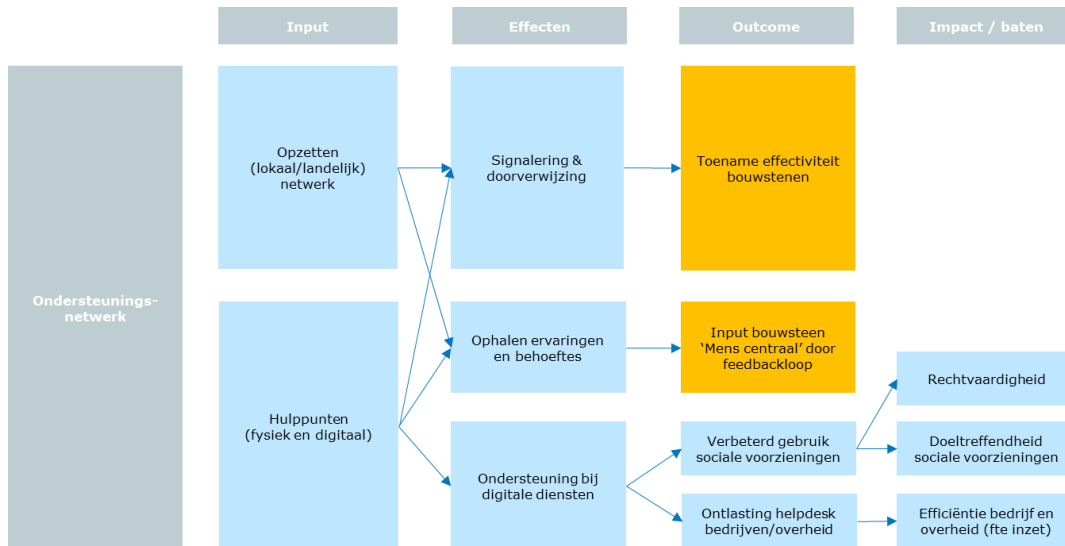 Input
Effecten
Outcome
Impact / baten
Ondersteunings-
netwerk
Opzetten
(lokaal/landelijk)
netwerk
Signalering &
doorverwijzing
Toename effectiviteit
bouwstenen
Hulppunten
(fysiek en digitaal)
Ophalen ervaringen
en behoeftes
Input bouwsteen
‘Mens centraal’ door
feedbackloop
Ondersteuning bij
digitale diensten
Verbeterd gebruik
sociale voorzieningen
Ontlasting helpdesk
bedrijven/overheid
Rechtvaardigheid
Doeltreffendheid
sociale voorzieningen
Efficiëntie bedrijf en
overheid (fte inzet)